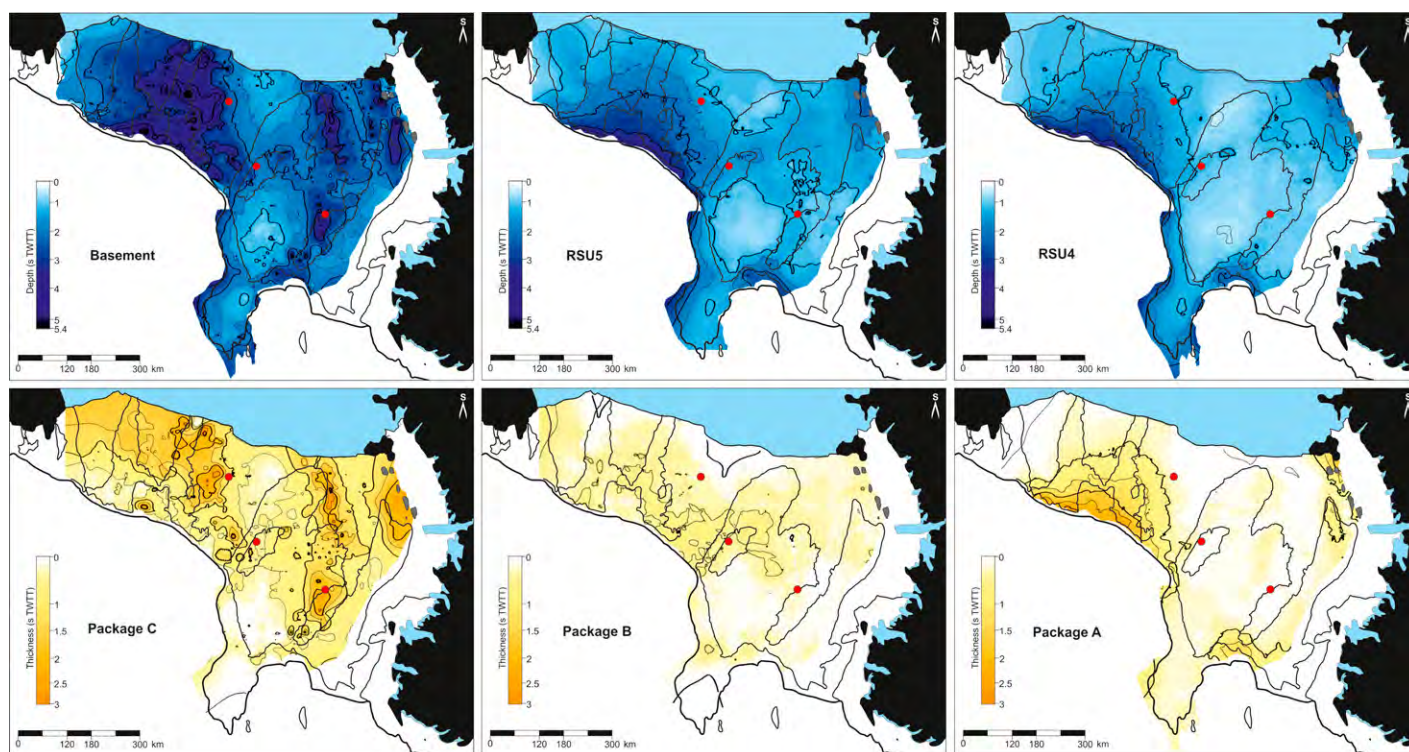 S
0
1
2
3
4
5
5.4
Depth (s TWTT)
Basement
0 120 180 300 km
S
0
1
2
3
4
5
5.4
Depth (s TWTT)
RSU5
0 120 180 300 km
S
0
1
2
3
4
5
5.4
Depth (s TWTT)
RSU4
0 120 180 300 km
S
0
1
1.5
2
2.5
3
Thickness (s TWTT)
Package C
0 120 180 300 km
S
0
1
1.5
2
2.5
3
Thickness (s TWTT)
Package B
0 120 180 300 km
S
0
1
1.5
2
2.5
3
Thickness (s TWTT)
Package A
0 120 180 300 km